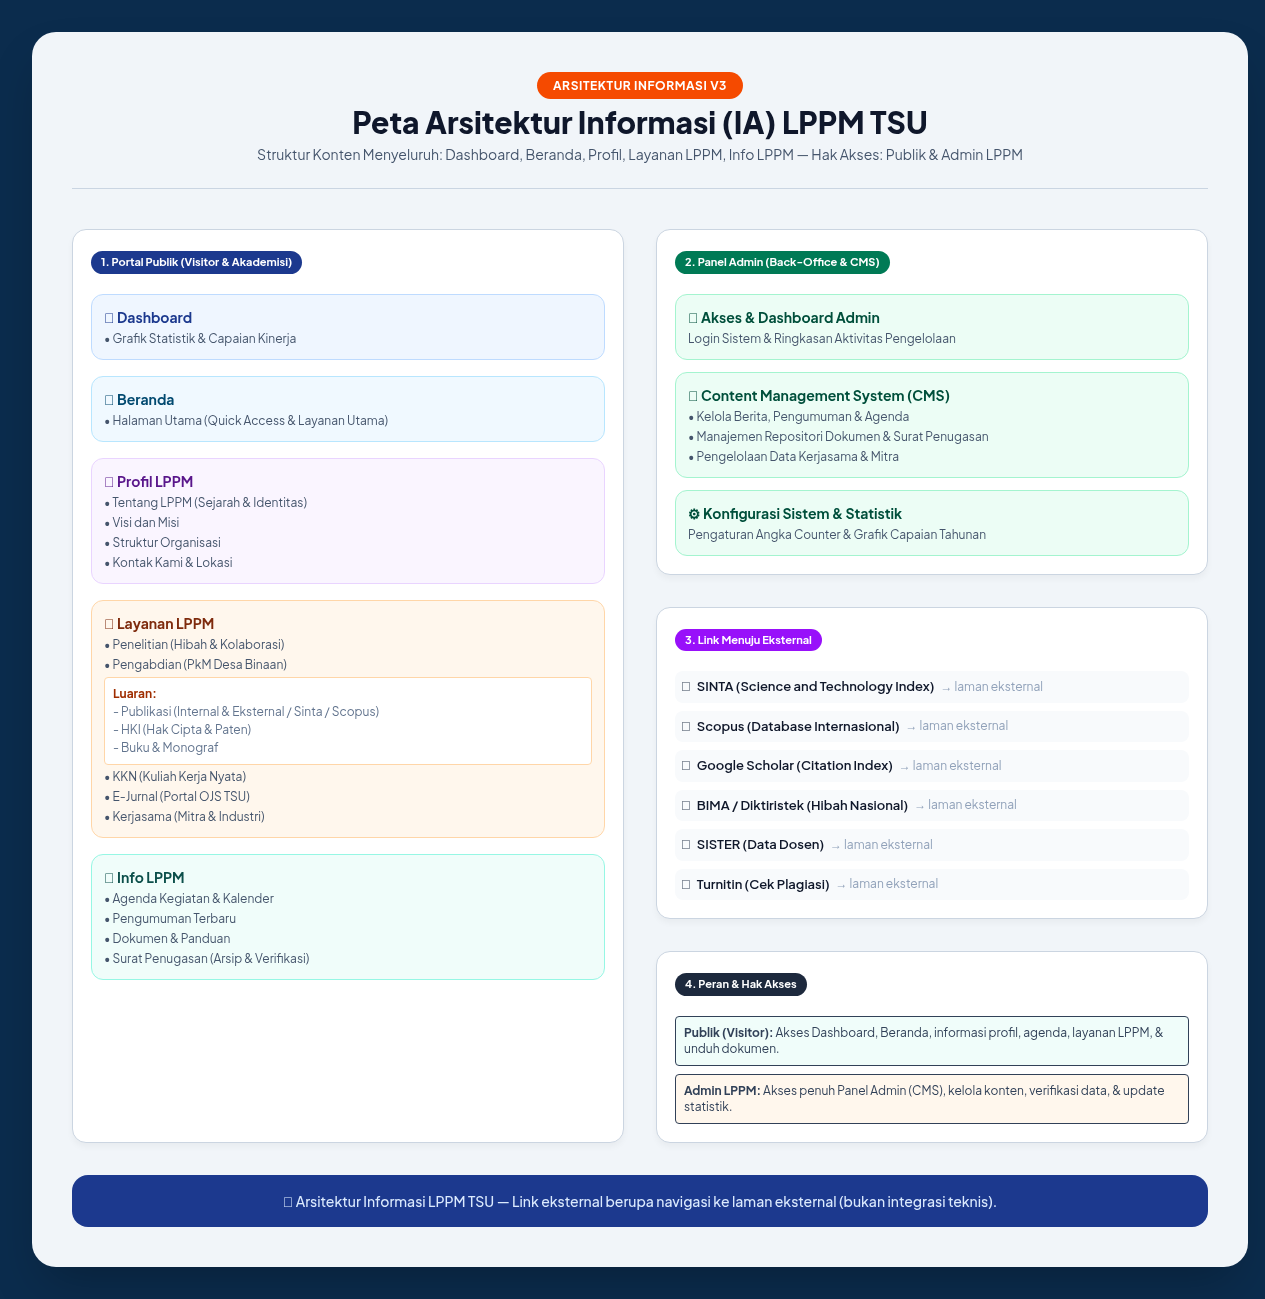 ARSITEKTUR INFORMASI V3
Peta Arsitektur Informasi (IA) LPPM TSU
Struktur Konten Menyeluruh: Dashboard, Beranda, Profil, Layanan LPPM, Info LPPM — Hak Akses: Publik & Admin LPPM
1. Portal Publik (Visitor & Akademisi)
Dashboard
• Grafik Statistik & Capaian Kinerja
Beranda
• Halaman Utama (Quick Access & Layanan Utama)
Profil LPPM
• Tentang LPPM (Sejarah & Identitas)
• Visi dan Misi
• Struktur Organisasi
• Kontak Kami & Lokasi
Layanan LPPM
• Penelitian (Hibah & Kolaborasi)
• Pengabdian (PkM Desa Binaan)
Luaran:
- Publikasi (Internal & Eksternal / Sinta / Scopus)
- HKI (Hak Cipta & Paten)
- Buku & Monograf
• KKN (Kuliah Kerja Nyata)
• E-Jurnal (Portal OJS TSU)
• Kerjasama (Mitra & Industri)
Info LPPM
• Agenda Kegiatan & Kalender
• Pengumuman Terbaru
• Dokumen & Panduan
• Surat Penugasan (Arsip & Verifikasi)
2. Panel Admin (Back-Office & CMS)
Akses & Dashboard Admin
Login Sistem & Ringkasan Aktivitas Pengelolaan
Content Management System (CMS)
• Kelola Berita, Pengumuman & Agenda
• Manajemen Repositori Dokumen & Surat Penugasan
• Pengelolaan Data Kerjasama & Mitra
⚙ Konfigurasi Sistem & Statistik
Pengaturan Angka Counter & Grafik Capaian Tahunan
3. Link Menuju Eksternal
SINTA (Science and Technology Index) → laman eksternal
Scopus (Database Internasional) → laman eksternal
Google Scholar (Citation Index) → laman eksternal
BIMA / Diktiristek (Hibah Nasional) → laman eksternal
SISTER (Data Dosen) → laman eksternal
Turnitin (Cek Plagiasi) → laman eksternal
4. Peran & Hak Akses
Publik (Visitor): Akses Dashboard, Beranda, informasi profil, agenda, layanan LPPM, &
unduh dokumen.
Admin LPPM: Akses penuh Panel Admin (CMS), kelola konten, verifikasi data, & update
statistik.
Arsitektur Informasi LPPM TSU — Link eksternal berupa navigasi ke laman eksternal (bukan integrasi teknis).